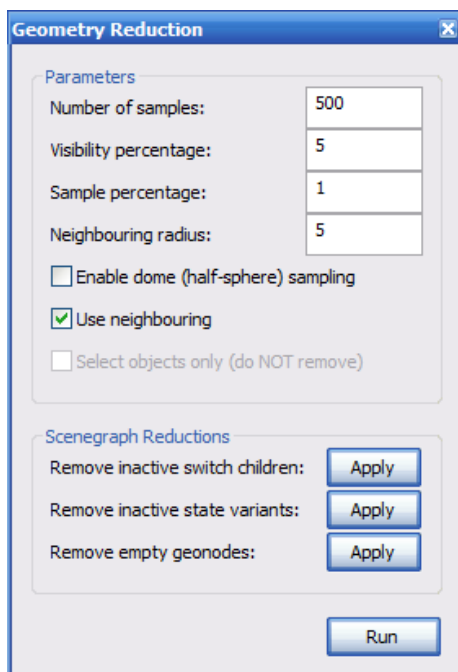 Geometry Reduction
Parameters
Number of samples: 500
Visibility percentage: 5
Sample percentage: 1
Neighbouring radius: 5
Enable dome (half-sphere) sampling
Use neighbouring
Select objects only (do NOT remove)
Scenegraph Reductions
Remove inactive switch children: Apply
Remove inactive state variants: Apply
Remove empty geonodes: Apply
Run